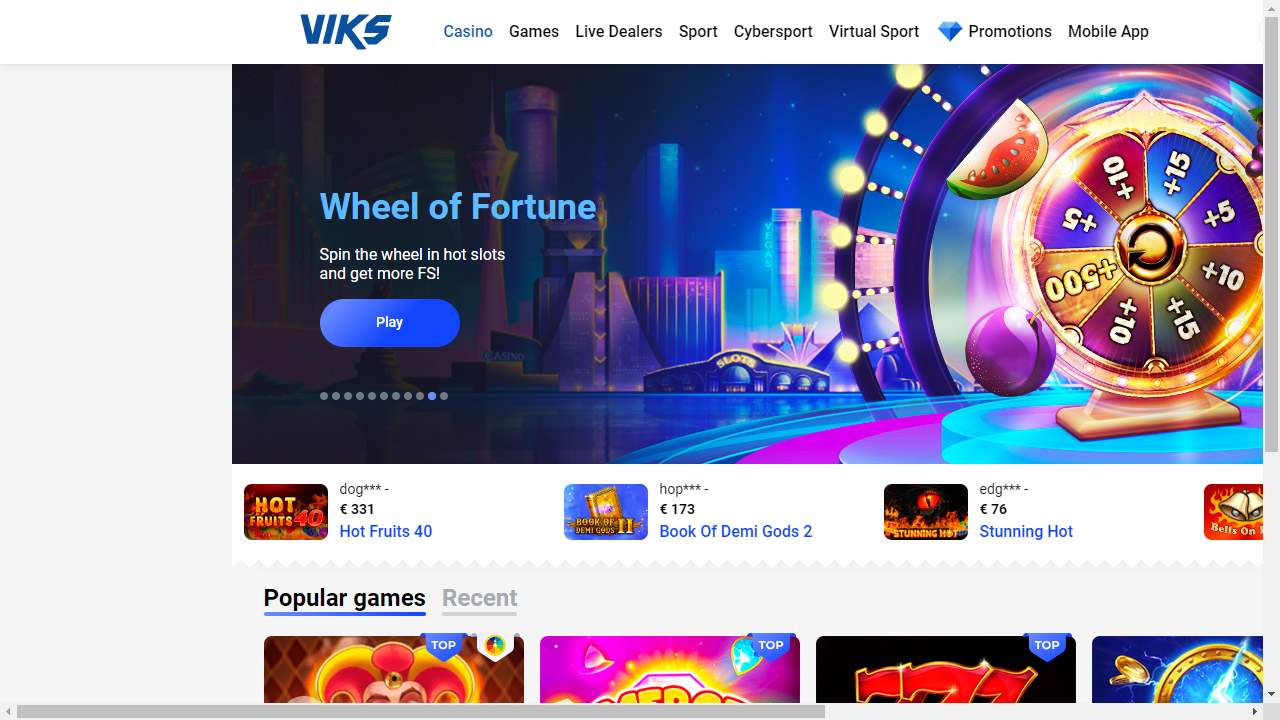 VIKS
Casino Games Live Dealers Sport Cybersport Virtual Sport Promotions Mobile App
Wheel of Fortune
Spin the wheel in hot slots
and get more FS!
Play
CASINO
VEGAS
SLOTS
+10
+15
+5
+5
+10
+500
+10
+15
dog*** -
€ 331
Hot Fruits 40
HOT
FRUITS 40
hop*** -
€ 173
Book Of Demi Gods 2
BOOK OF
DEMI GODS II
edg*** -
€ 76
Stunning Hot
STUNNING HOT
Bells On
Popular games Recent
TOP
TOP
TOP
777